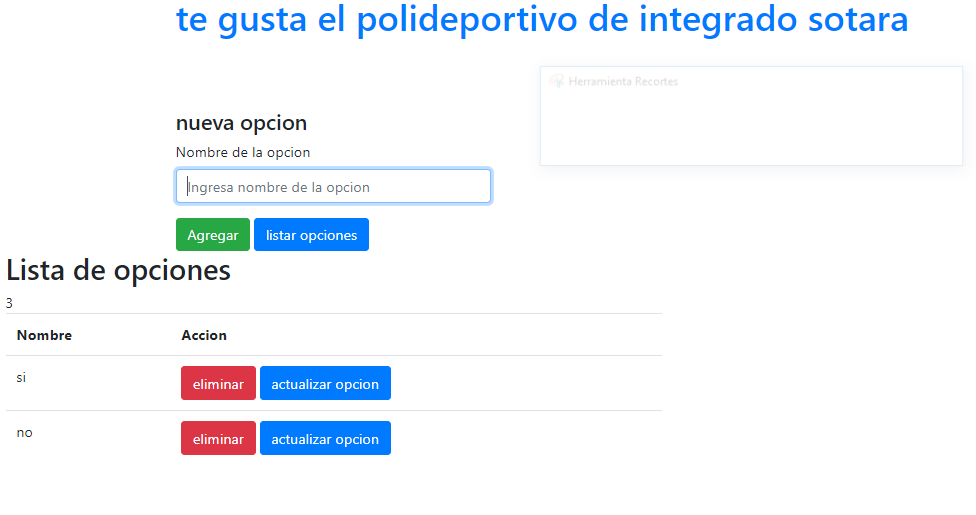 te gusta el polideportivo de integrado sotara
Herramienta Recortes
nueva opcion
Nombre de la opcion
Ingresa nombre de la opcion
Agregar listar opciones
Lista de opciones
3
Nombre Accion
si eliminar actualizar opcion
no eliminar actualizar opcion